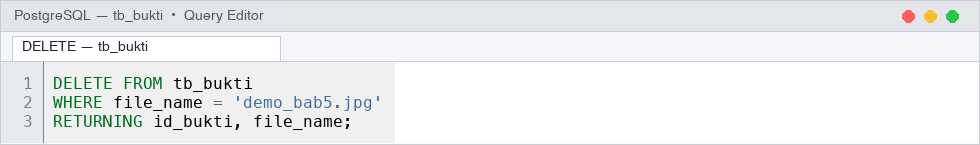 PostgreSQL — tb_bukti • Query Editor
DELETE — tb_bukti
1 DELETE FROM tb_bukti
2 WHERE file_name = 'demo_bab5.jpg'
3 RETURNING id_bukti, file_name;